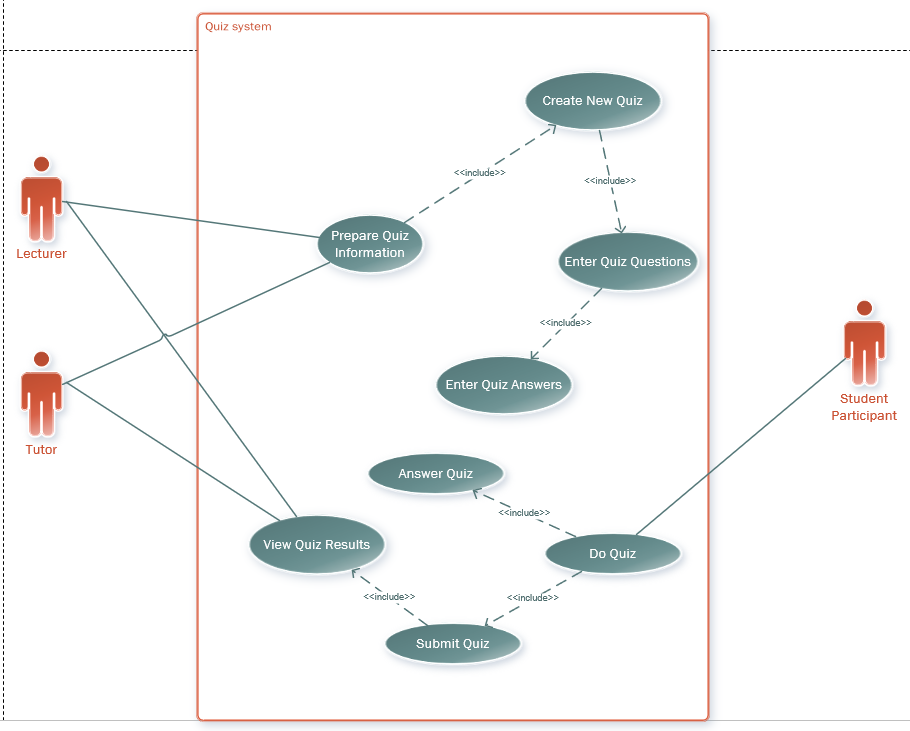 Quiz system
Create New Quiz
<<include>>
<<include>>
Prepare Quiz
Information
Lecturer
Enter Quiz Questions
<<include>>
Enter Quiz Answers
Student
Participant
Tutor
Answer Quiz
<<include>>
View Quiz Results
Do Quiz
<<include>>
<<include>>
Submit Quiz